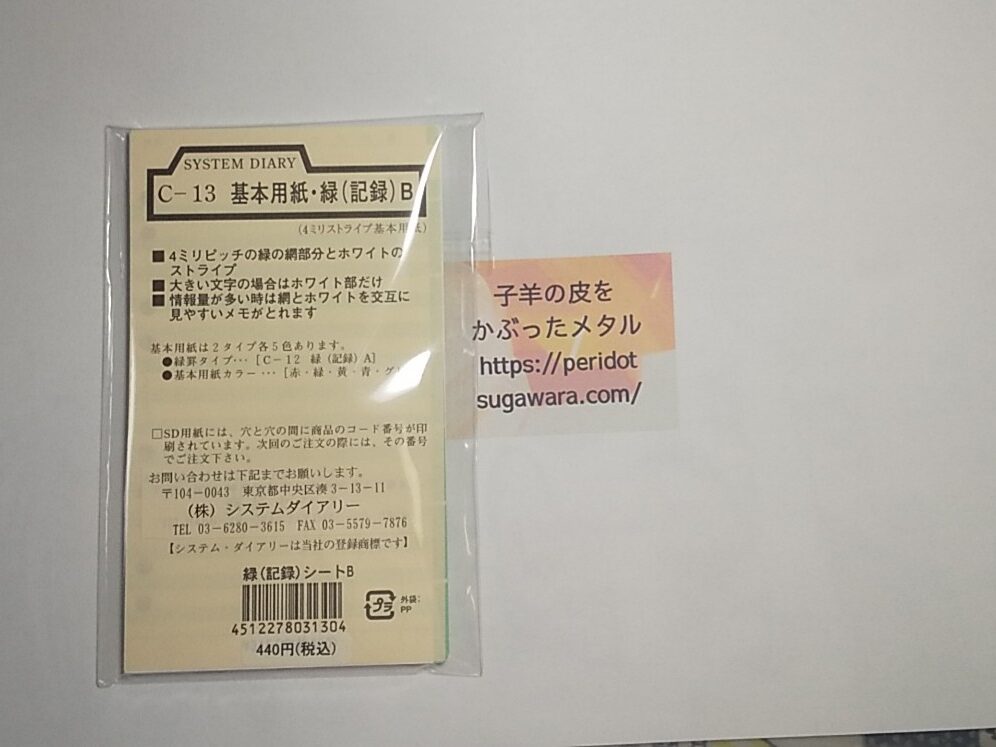 SYSTEM DIARY
C-13 基本用紙・緑(記録)B
(4ミリストライプ基本用紙)
■4ミリピッチの緑の網部分とホワイトの
ストライプ
■大きい文字の場合はホワイト部だけ
■情報量が多い時は網とホワイトを交互に
見やすいメモがとれます
基本用紙は2タイプ各5色あります。
●緑罫タイプ…[C-12 緑(記録)A]
●基本用紙カラー…[赤・緑・黄・青・グ
□SD用紙には、穴と穴の間に商品のコード番号が印
刷されています。次回のご注文の際には、その番号
でご注文下さい。
お問い合わせは下記までお願いします。
〒104-0043 東京都中央区湊3-13-11
(株)システムダイアリー
TEL 03-6280-3615 FAX 03-5579-7876
【システム・ダイアリーは当社の登録商標です】
緑(記録)シートB
4512278031304
440円(税込)
プラ
外袋:
PP
子羊の皮を
かぶったメタル
https://peridot
sugawara.com/